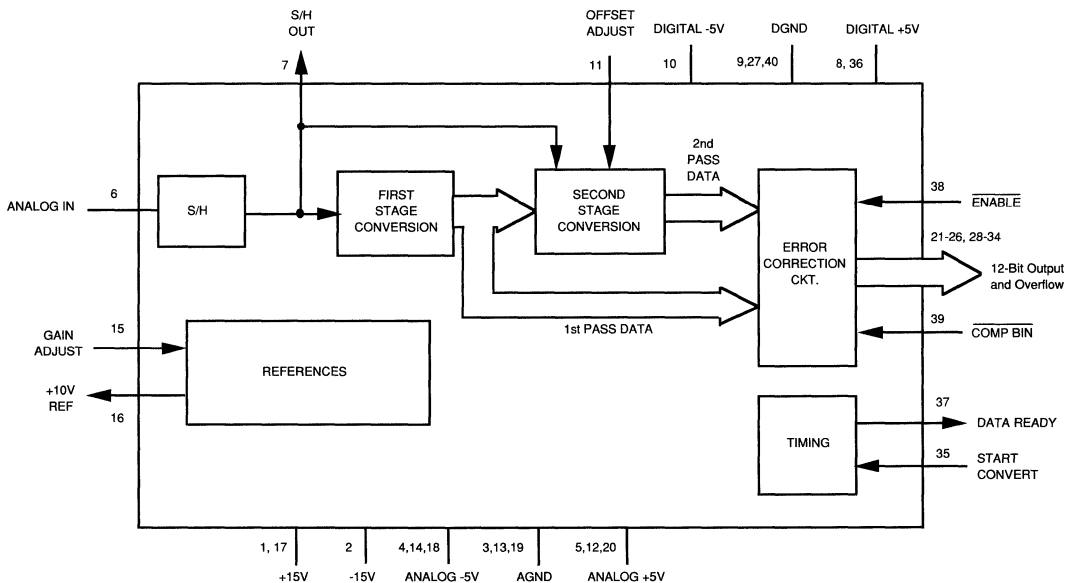 S/H
OUT
7
OFFSET
ADJUST
11
DIGITAL -5V
10
DGND
9,27,40
DIGITAL +5V
8, 36
ANALOG IN
6
S/H
FIRST
STAGE
CONVERSION
SECOND
STAGE
CONVERSION
2nd
PASS
DATA
1st PASS DATA
ERROR
CORRECTION
CKT.
38
ENABLE
21-26, 28-34
12-Bit Output
and Overflow
39
COMP BIN
GAIN
ADJUST
15
+10V
REF
16
REFERENCES
TIMING
37
DATA READY
35
START
CONVERT
1, 17
+15V
2
-15V
4,14,18
ANALOG -5V
3,13,19
AGND
5,12,20
ANALOG +5V